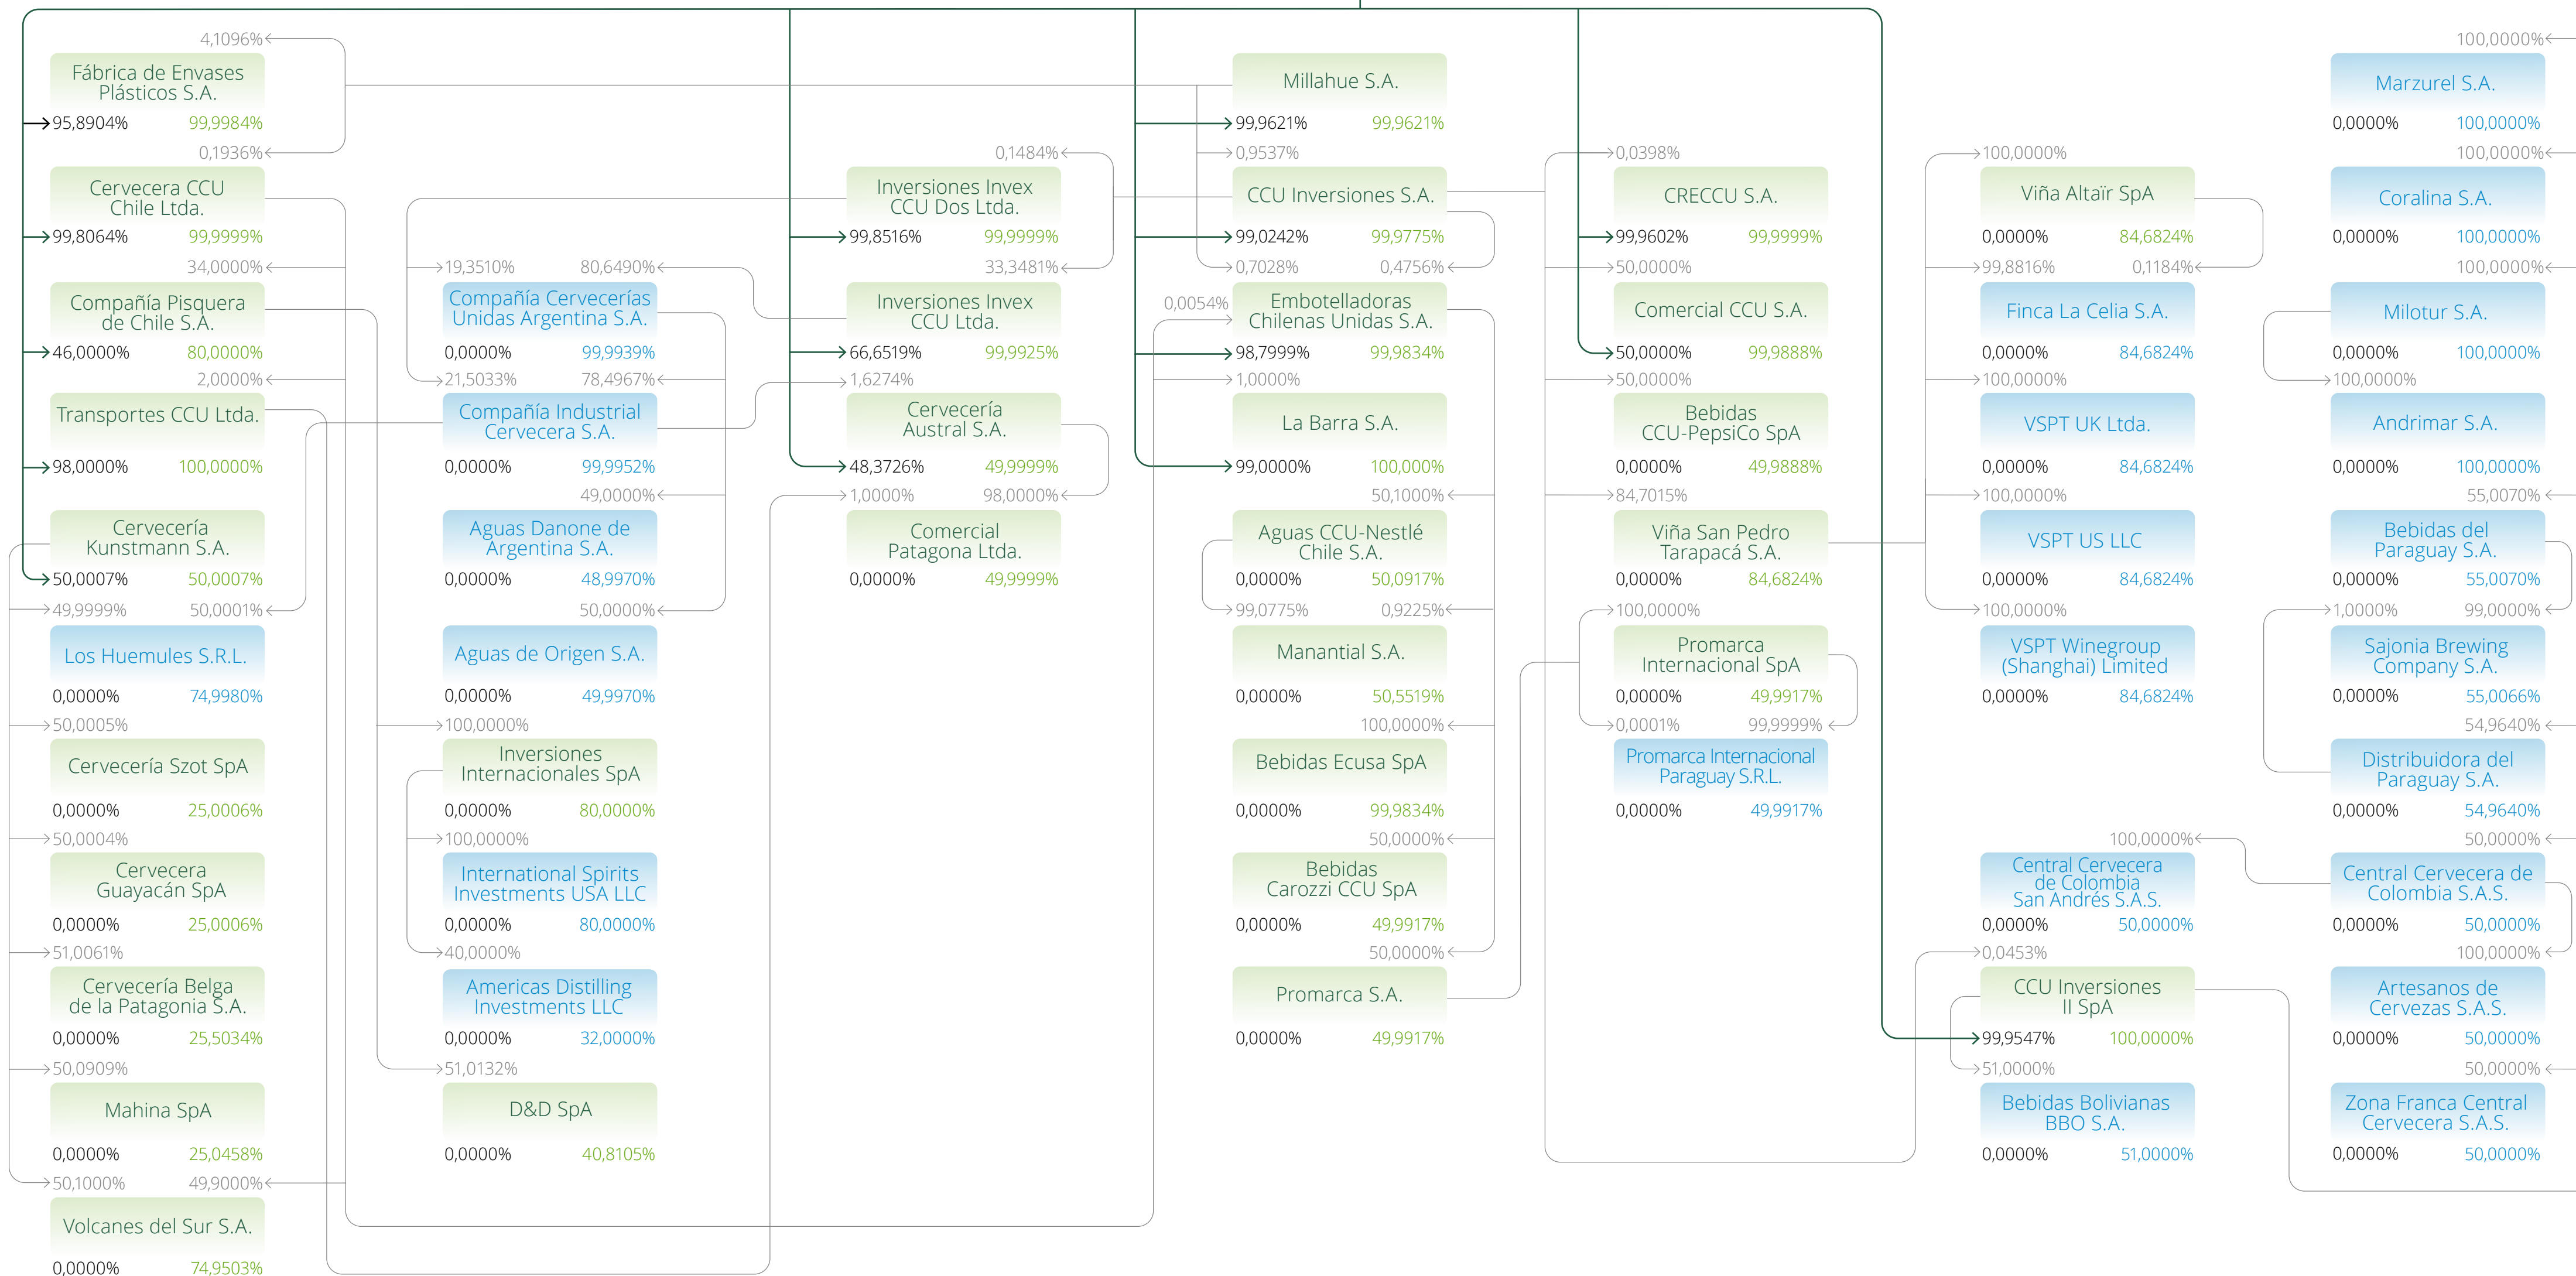 4,1096%
Fábrica de Envases
Plásticos S.A.
95,8904% 99,9984%
0,1936%
Cervecera CCU
Chile Ltda.
99,8064% 99,9999%
34,0000%
Compañía Pisquera
de Chile S.A.
46,0000% 80,0000%
2,0000%
Transportes CCU Ltda.
98,0000% 100,0000%
Cervecería
Kunstmann S.A.
50,0007% 50,0007%
49,9999% 50,0001%
Los Huemules S.R.L.
0,0000% 74,9980%
50,0005%
Cervecería Szot SpA
0,0000% 25,0006%
50,0004%
Cervecera
Guayacán SpA
0,0000% 25,0006%
51,0061%
Cervecería Belga
de la Patagonia S.A.
0,0000% 25,5034%
50,0909%
Mahina SpA
0,0000% 25,0458%
50,1000% 49,9000%
Volcanes del Sur S.A.
0,0000% 74,9503%
19,3510% 80,6490%
Compañía Cervecerías
Unidas Argentina S.A.
0,0000% 99,9939%
21,5033% 78,4967%
Compañía Industrial
Cervecera S.A.
0,0000% 99,9952%
49,0000%
Aguas Danone de
Argentina S.A.
0,0000% 48,9970%
50,0000%
Aguas de Origen S.A.
0,0000% 49,9970%
100,0000%
Inversiones
Internacionales SpA
0,0000% 80,0000%
100,0000%
International Spirits
Investments USA LLC
0,0000% 80,0000%
40,0000%
Americas Distilling
Investments LLC
0,0000% 32,0000%
51,0132%
D&D SpA
0,0000% 40,8105%
0,1484%
Inversiones Invex
CCU Dos Ltda.
99,8516% 99,9999%
33,3481%
Inversiones Invex
CCU Ltda.
66,6519% 99,9925%
1,6274%
Cervecería
Austral S.A.
48,3726% 49,9999%
1,0000% 98,0000%
Comercial
Patagona Ltda.
0,0000% 49,9999%
Millahue S.A.
99,9621% 99,9621%
0,9537%
CCU Inversiones S.A.
99,0242% 99,9775%
0,7028% 0,4756%
0,0054%
Embotelladoras
Chilenas Unidas S.A.
98,7999% 99,9834%
1,0000%
La Barra S.A.
99,0000% 100,000%
50,1000%
Aguas CCU-Nestlé
Chile S.A.
0,0000% 50,0917%
99,0775% 0,9225%
Manantial S.A.
0,0000% 50,5519%
100,0000%
Bebidas Ecusa SpA
0,0000% 99,9834%
50,0000%
Bebidas
Carozzi CCU SpA
0,0000% 49,9917%
50,0000%
Promarca S.A.
0,0000% 49,9917%
0,0398%
CRECCU S.A.
99,9602% 99,9999%
50,0000%
Comercial CCU S.A.
50,0000% 99,9888%
50,0000%
Bebidas
CCU-PepsiCo SpA
0,0000% 49,9888%
84,7015%
Viña San Pedro
Tarapacá S.A.
0,0000% 84,6824%
100,0000%
Promarca
Internacional SpA
0,0000% 49,9917%
0,0001% 99,9999%
Promarca Internacional
Paraguay S.R.L.
0,0000% 49,9917%
100,0000%
Viña Altaïr SpA
0,0000% 84,6824%
99,8816% 0,1184%
Finca La Celia S.A.
0,0000% 84,6824%
100,0000%
VSPT UK Ltda.
0,0000% 84,6824%
100,0000%
VSPT US LLC
0,0000% 84,6824%
100,0000%
VSPT Winegroup
(Shanghai) Limited
0,0000% 84,6824%
100,0000%
Central Cervecera
de Colombia
San Andrés S.A.S.
0,0000% 50,0000%
0,0453%
CCU Inversiones
II SpA
99,9547% 100,0000%
51,0000%
Bebidas Bolivianas
BBO S.A.
0,0000% 51,0000%
100,0000%
Marzurel S.A.
0,0000% 100,0000%
100,0000%
Coralina S.A.
0,0000% 100,0000%
100,0000%
Milotur S.A.
0,0000% 100,0000%
100,0000%
Andrimar S.A.
0,0000% 100,0000%
55,0070%
Bebidas del
Paraguay S.A.
0,0000% 55,0070%
1,0000% 99,0000%
Sajonia Brewing
Company S.A.
0,0000% 55,0066%
54,9640%
Distribuidora del
Paraguay S.A.
0,0000% 54,9640%
50,0000%
Central Cervecera de
Colombia S.A.S.
0,0000% 50,0000%
100,0000%
Artesanos de
Cervezas S.A.S.
0,0000% 50,0000%
50,0000%
Zona Franca Central
Cervecera S.A.S.
0,0000% 50,0000%